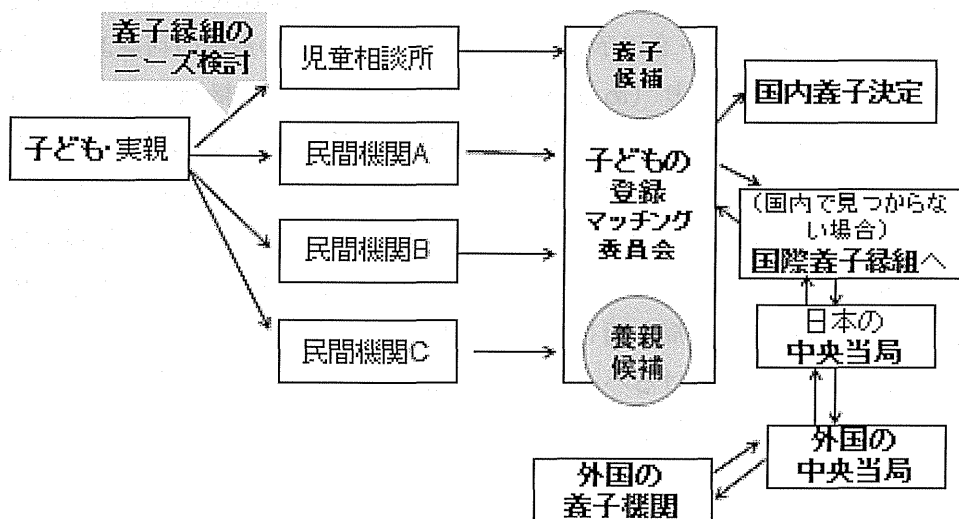 養子縁組の
ニーズ検討
子ども・実親
児童相談所
民間機関A
民間機関B
民間機関C
養子
候補
子どもの
登録
マッチング
委員会
養親
候補
国内養子決定
（国内で見つからな
い場合）
国際養子縁組へ
日本の
中央当局
外国の
中央当局
外国の
養子機関